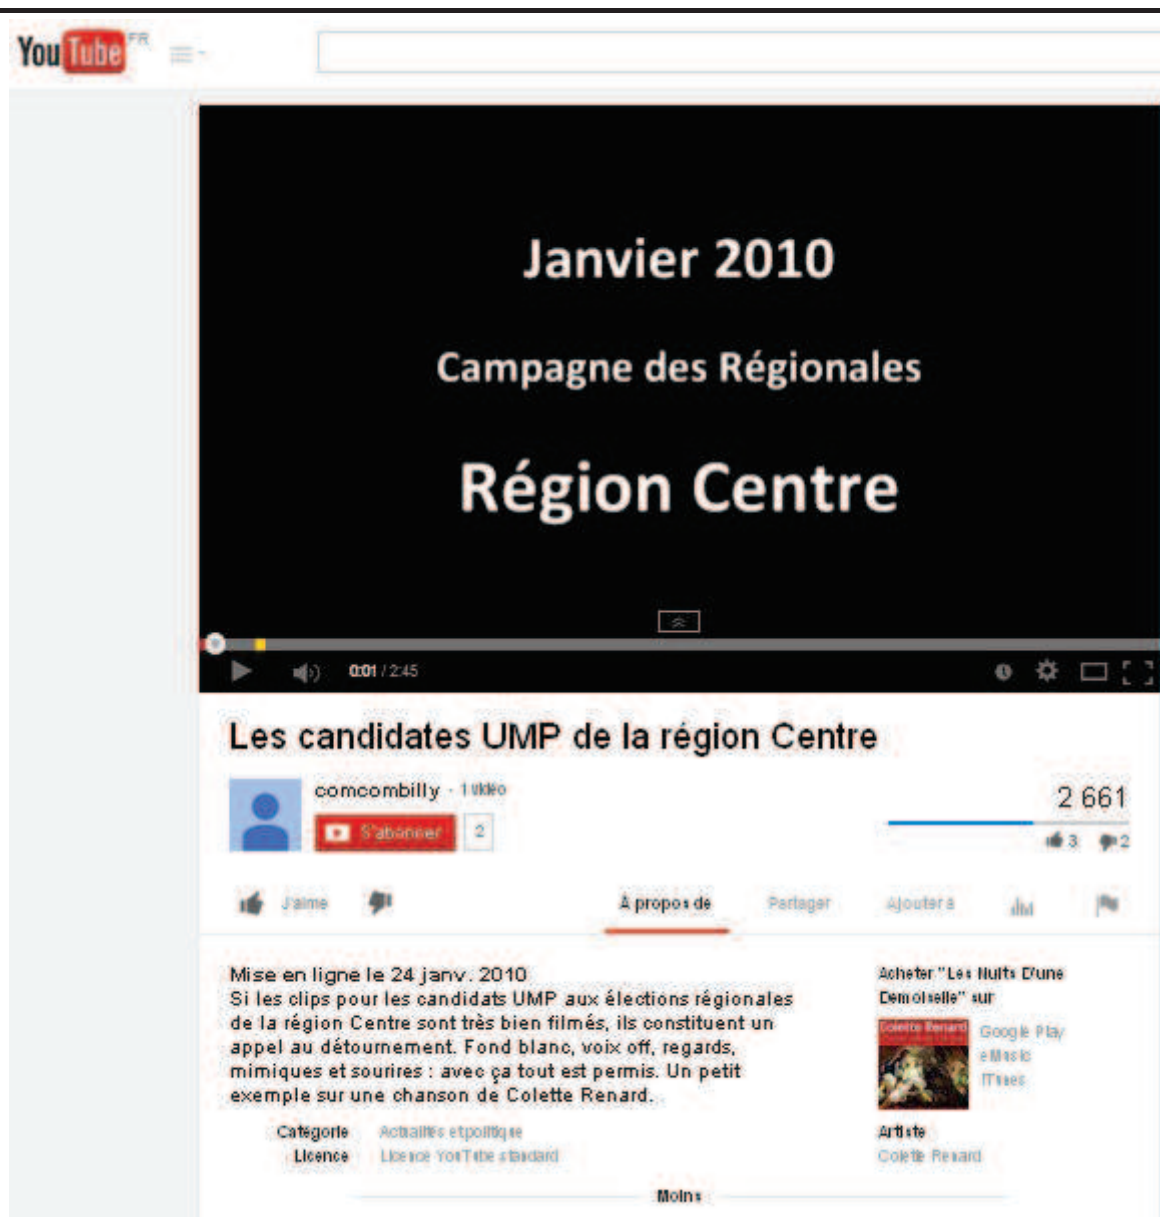 YouTube FR
Janvier 2010
Campagne des Régionales
Région Centre
0:01 / 2:45
Les candidates UMP de la région Centre
comcombilly · 1 vidéo
S'abonner 2
2 661
3 2
J'aime
À propos de Partager Ajouter à
Mise en ligne le 24 janv. 2010
Si les clips pour les candidats UMP aux élections régionales
de la région Centre sont très bien filmés, ils constituent un
appel au détournement. Fond blanc, voix off, regards,
mimiques et sourires : avec ça tout est permis. Un petit
exemple sur une chanson de Colette Renard.
Catégorie Actualités et politique
Licence Licence YouTube standard
Acheter "Les Nuits D'une
Demoiselle" sur
Colette Renard
Google Play
eMusic
iTunes
Artiste
Colette Renard
Moins